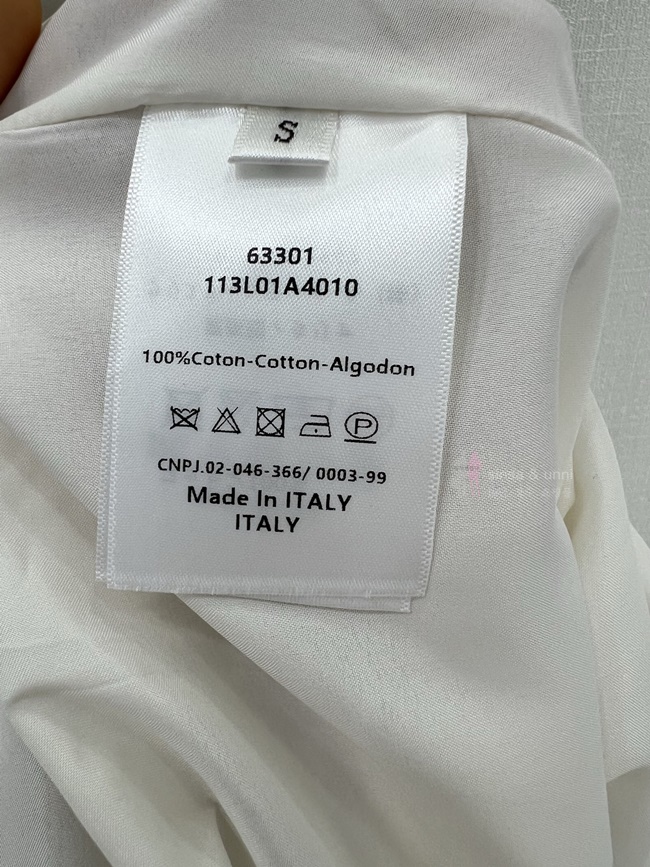 S
63301
113L01A4010
100%Coton-Cotton-Algodon
P
CNPJ.02-046-366/ 0003-99
Made In ITALY
ITALY